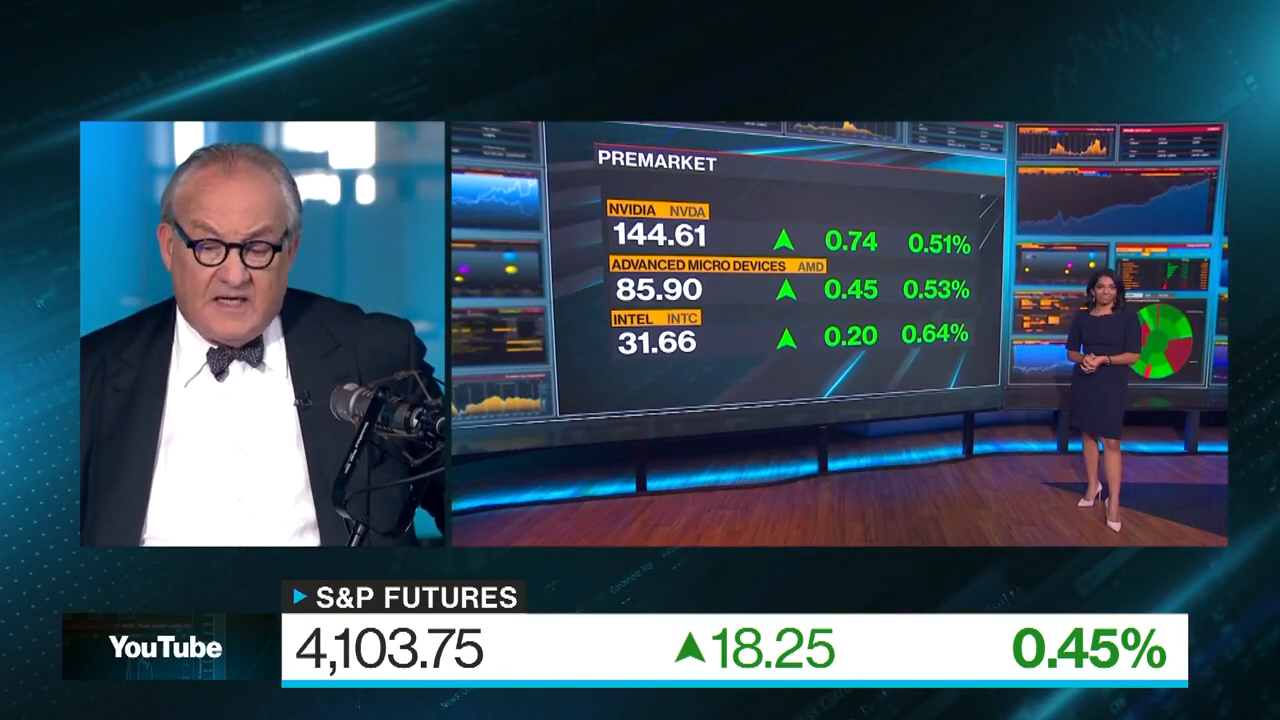 PREMARKET
NVIDIA NVDA
144.61 0.74 0.51%
ADVANCED MICRO DEVICES AMD
85.90 0.45 0.53%
INTEL INTC
31.66 0.20 0.64%
S&P FUTURES
YouTube
4,103.75 18.25 0.45%